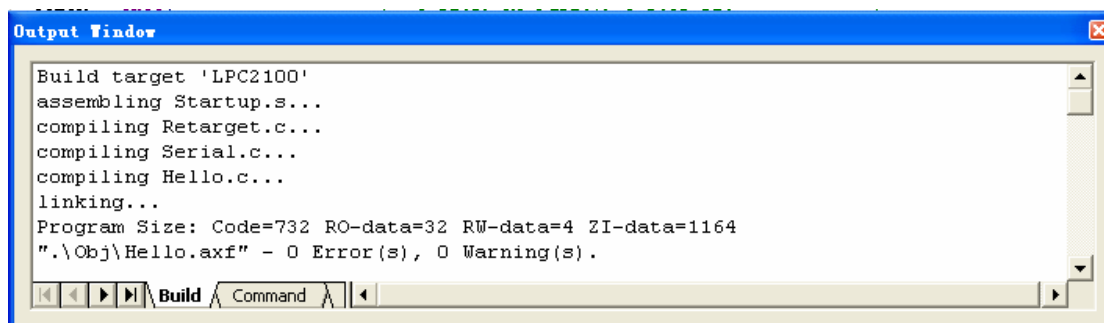 Output Window
Build target 'LPC2100'
assembling Startup.s...
compiling Retarget.c...
compiling Serial.c...
compiling Hello.c...
linking...
Program Size: Code=732 RO-data=32 RW-data=4 ZI-data=1164
".\Obj\Hello.axf" - 0 Error(s), 0 Warning(s).
Build
Command